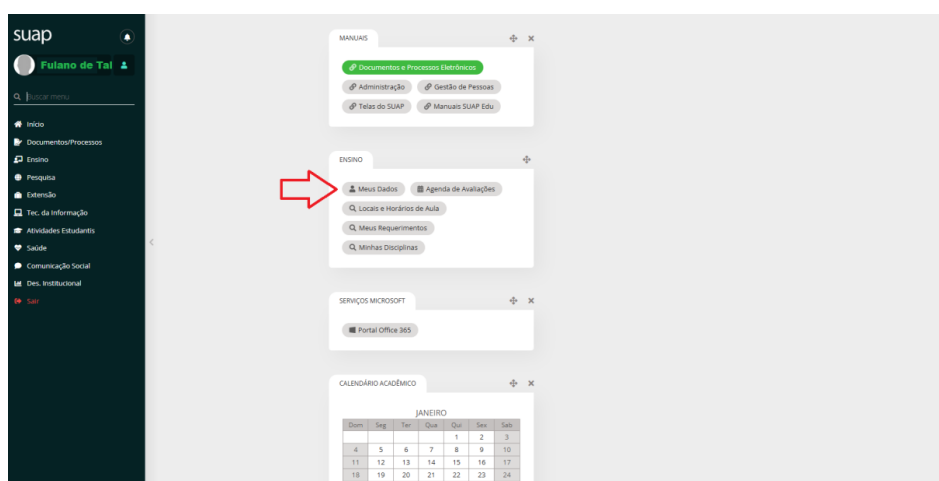 suap
Fulano de Tal
Buscar menu
Início
Documentos/Processos
Ensino
Pesquisa
Extensão
Tec. da Informação
Atividades Estudantis
Saúde
Comunicação Social
Des. Institucional
Sair
MANUAIS
Documentos e Processos Eletrônicos
Administração Gestão de Pessoas
Telas do SUAP Manuais SUAP Edu
ENSINO
Meus Dados Agenda de Avaliações
Locais e Horários de Aula
Meus Requerimentos
Minhas Disciplinas
SERVIÇOS MICROSOFT
Portal Office 365
CALENDÁRIO ACADÊMICO
JANEIRO
Dom Seg Ter Qua Qui Sex Sab
1 2 3
4 5 6 7 8 9 10
11 12 13 14 15 16 17
18 19 20 21 22 23 24